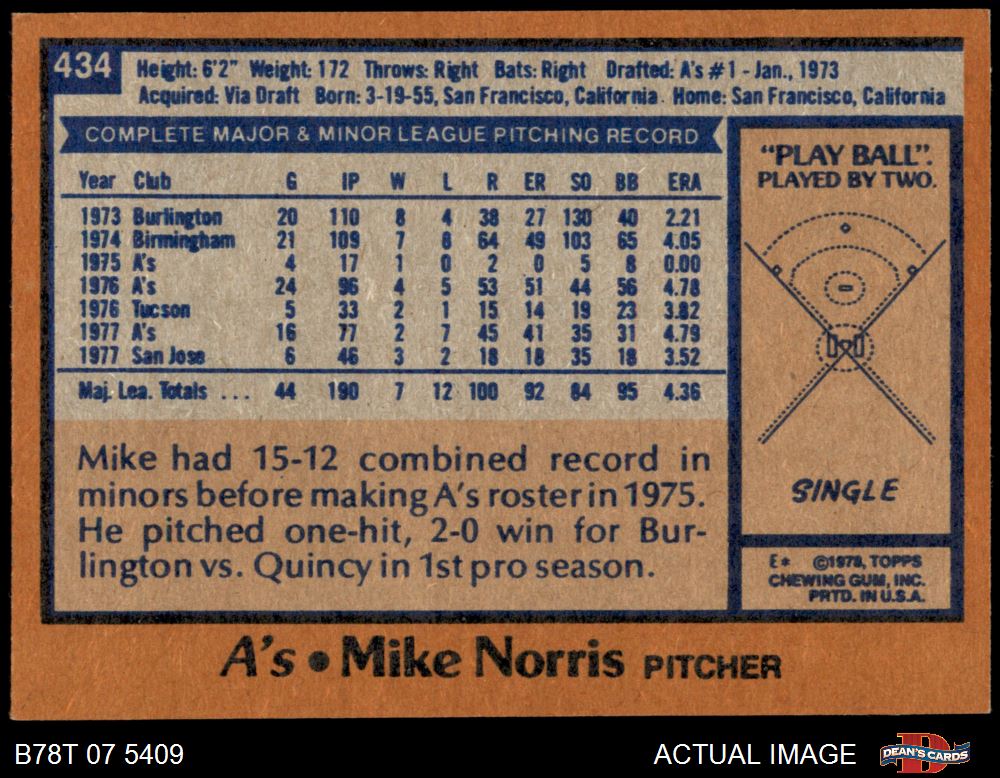 434
Height: 6'2" Weight: 172 Throws: Right Bats: Right Drafted: A's #1 - Jan., 1973
Acquired: Via Draft Born: 3-19-55, San Francisco, California Home: San Francisco, California
COMPLETE MAJOR & MINOR LEAGUE PITCHING RECORD
Year Club G IP W L R ER SO BB ERA
1973 Burlington 20 110 8 4 38 27 130 40 2.21
1974 Birmingham 21 109 7 8 64 49 103 65 4.05
1975 A's 4 17 1 0 2 0 5 8 0.00
1976 A's 24 96 4 5 53 51 44 56 4.78
1976 Tucson 5 33 2 1 15 14 19 23 3.82
1977 A's 16 77 2 7 45 41 35 31 4.79
1977 San Jose 6 46 3 2 18 18 35 18 3.52
Maj. Lea. Totals ... 44 190 7 12 100 92 84 95 4.36
Mike had 15-12 combined record in
minors before making A's roster in 1975.
He pitched one-hit, 2-0 win for Bur-
lington vs. Quincy in 1st pro season.
"PLAY BALL".
PLAYED BY TWO.
SINGLE
E* ©1978, TOPPS
CHEWING GUM, INC.
PRTD. IN U.S.A.
A's • Mike Norris PITCHER
B78T 07 5409
ACTUAL IMAGE
DEAN'S CARDS